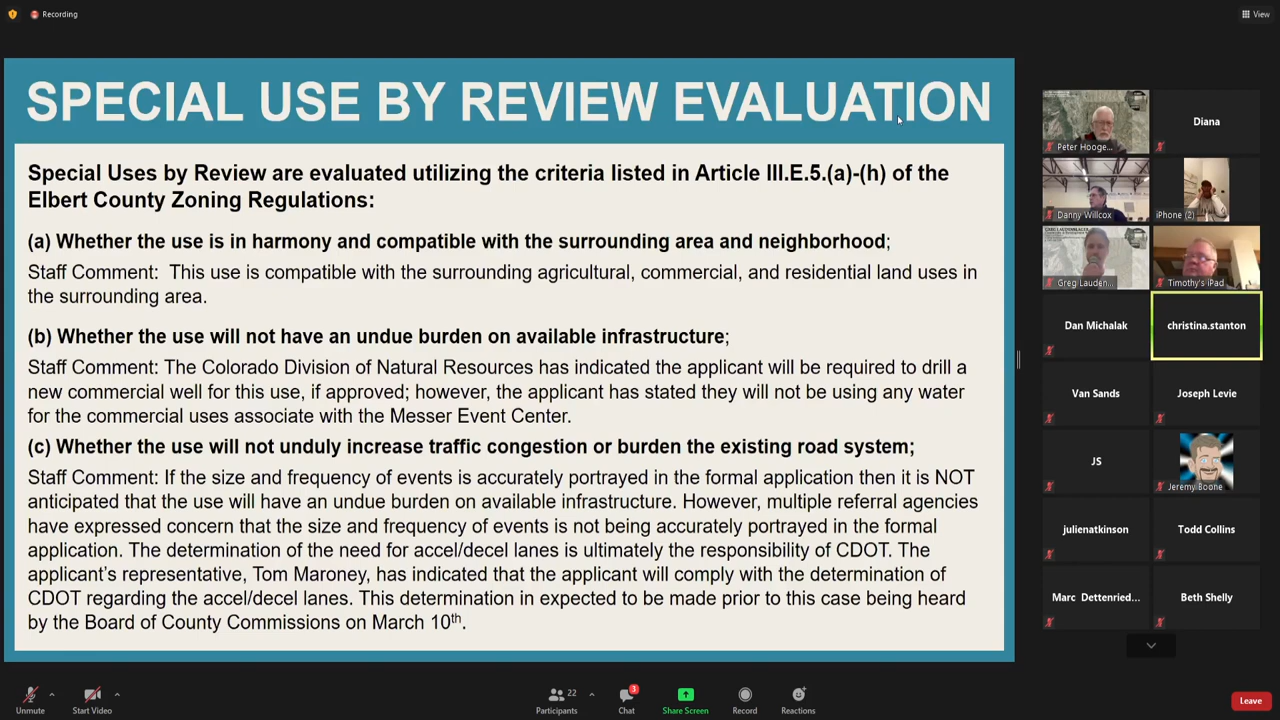 Recording
View
SPECIAL USE BY REVIEW EVALUATION
Special Uses by Review are evaluated utilizing the criteria listed in Article III.E.5.(a)-(h) of the
Elbert County Zoning Regulations:
(a) Whether the use is in harmony and compatible with the surrounding area and neighborhood;
Staff Comment: This use is compatible with the surrounding agricultural, commercial, and residential land uses in
the surrounding area.
(b) Whether the use will not have an undue burden on available infrastructure;
Staff Comment: The Colorado Division of Natural Resources has indicated the applicant will be required to drill a
new commercial well for this use, if approved; however, the applicant has stated they will not be using any water
for the commercial uses associate with the Messer Event Center.
(c) Whether the use will not unduly increase traffic congestion or burden the existing road system;
Staff Comment: If the size and frequency of events is accurately portrayed in the formal application then it is NOT
anticipated that the use will have an undue burden on available infrastructure. However, multiple referral agencies
have expressed concern that the size and frequency of events is not being accurately portrayed in the formal
application. The determination of the need for accel/decel lanes is ultimately the responsibility of CDOT. The
applicant's representative, Tom Maroney, has indicated that the applicant will comply with the determination of
CDOT regarding the accel/decel lanes. This determination in expected to be made prior to this case being heard
by the Board of County Commissions on March 10th.
Peter Hooge...
Diana
Danny Willcox
iPhone (2)
Greg Lauden...
Timothy's iPad
Dan Michalak
christina.stanton
Van Sands
Joseph Levie
JS
Jeremy Boone
julienatkinson
Todd Collins
Marc Dettenried...
Beth Shelly
Unmute
Start Video
22
Participants
3
Chat
Share Screen
Record
Reactions
Leave